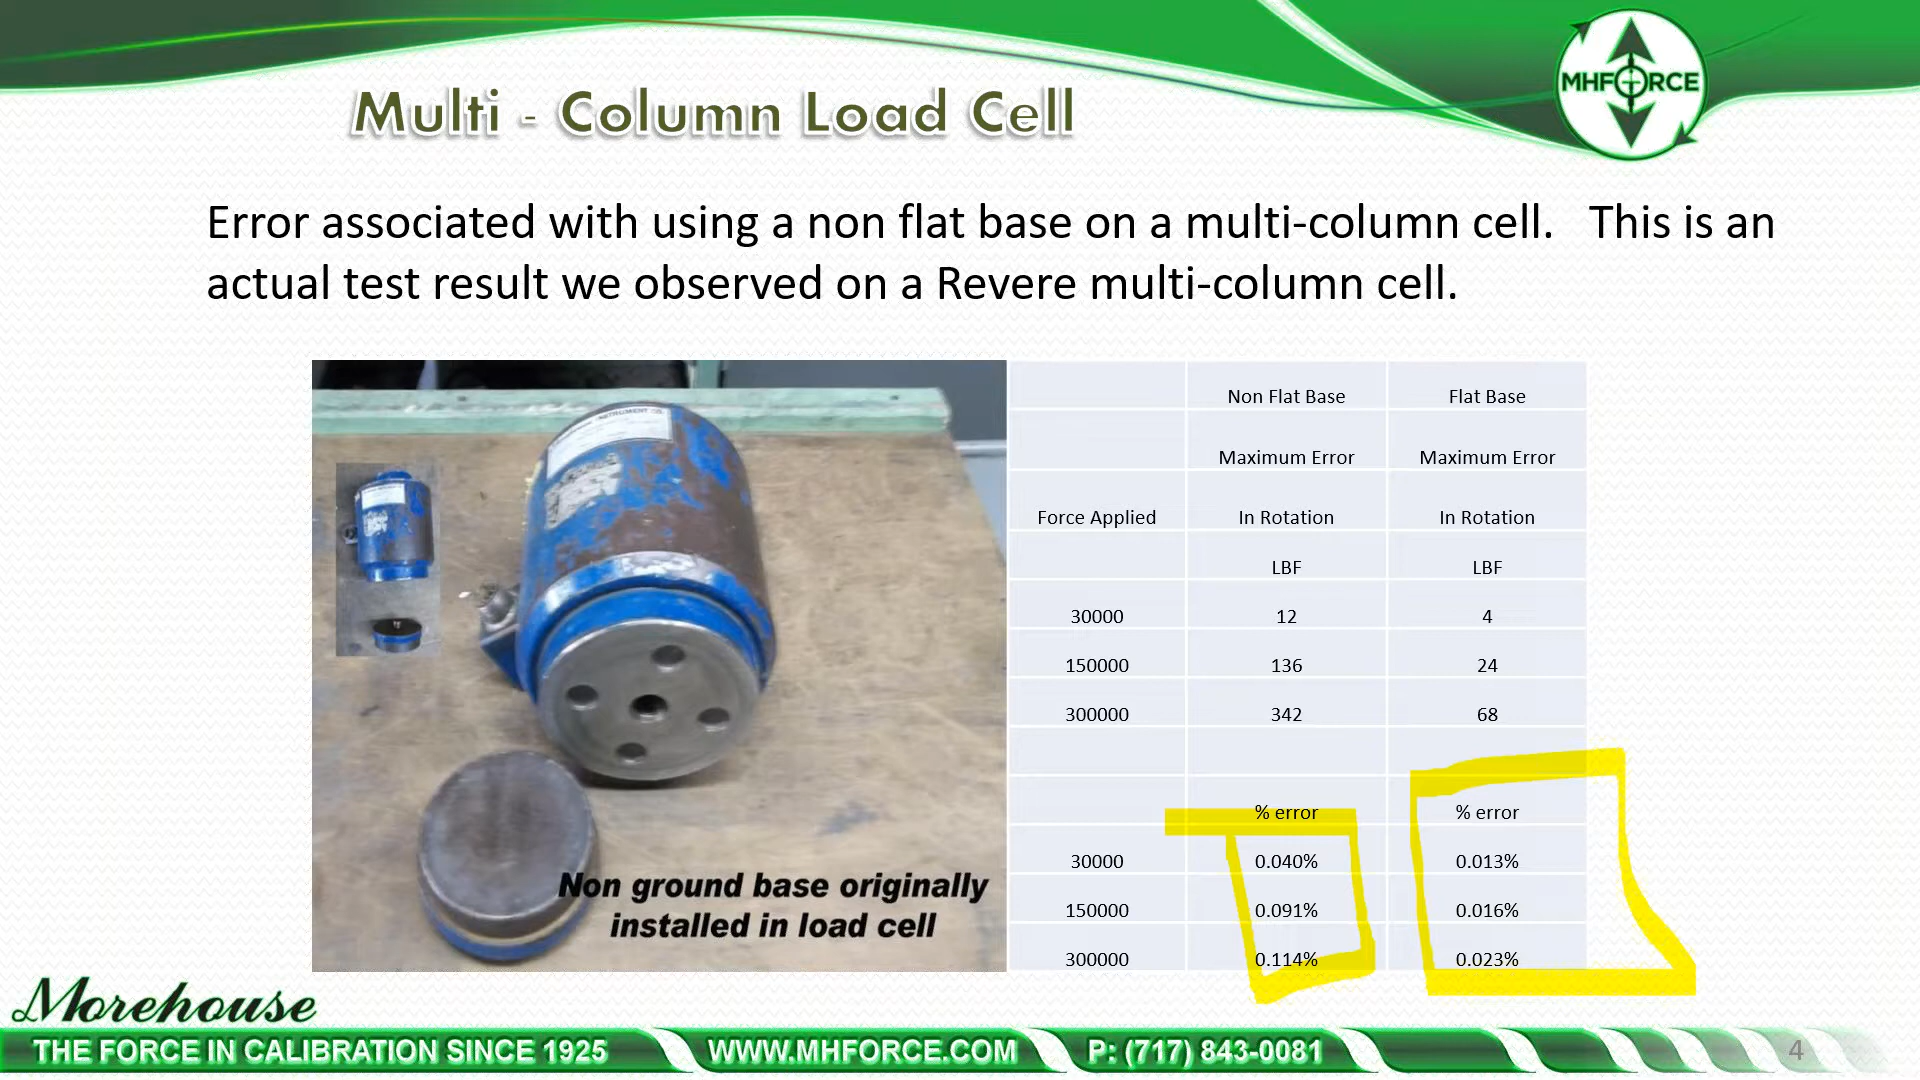 MHFORCE
Multi - Column Load Cell
Error associated with using a non flat base on a multi-column cell. This is an
actual test result we observed on a Revere multi-column cell.
Non Flat Base Flat Base
Maximum Error Maximum Error
Force Applied In Rotation In Rotation
LBF LBF
30000 12 4
150000 136 24
300000 342 68
% error % error
30000 0.040% 0.013%
150000 0.091% 0.016%
300000 0.114% 0.023%
Non ground base originally
installed in load cell
Morehouse
THE FORCE IN CALIBRATION SINCE 1925 WWW.MHFORCE.COM P: (717) 843-0081 4